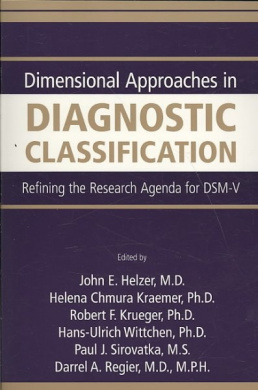 Dimensional Approaches in
DIAGNOSTIC
CLASSIFICATION
Refining the Research Agenda for DSM-V
Edited by
John E. Helzer, M.D.
Helena Chmura Kraemer, Ph.D.
Robert F. Krueger, Ph.D.
Hans-Ulrich Wittchen, Ph.D.
Paul J. Sirovatka, M.S.
Darrel A. Regier, M.D., M.P.H.